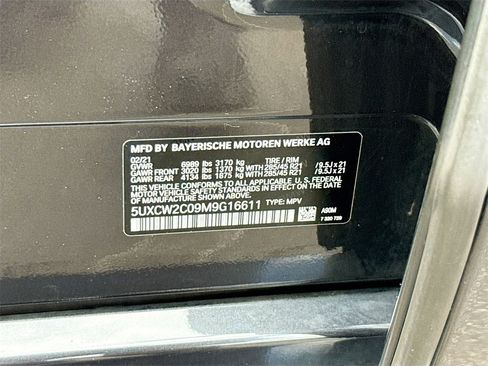 MFD BY BAYERISCHE MOTOREN WERKE AG
02/21 TIRE / RIM
GVWR 6989 lbs 3170 kg
GAWR FRONT 3020 lbs 1370 kg WITH 285/45 R21 /9.5J x 21
GAWR REAR 4134 lbs 1875 kg WITH 285/45 R21 /9.5J x 21
THIS VEHICLE CONFORMS TO ALL APPLICABLE U.S. FEDERAL MOTOR
VEHICLE SAFETY STANDARDS IN EFFECT ON THE DATE OF MANUFACTURE SHOWN ABOVE.
5UXCW2C09M9G16611 TYPE: MPV A90M
7 320 729